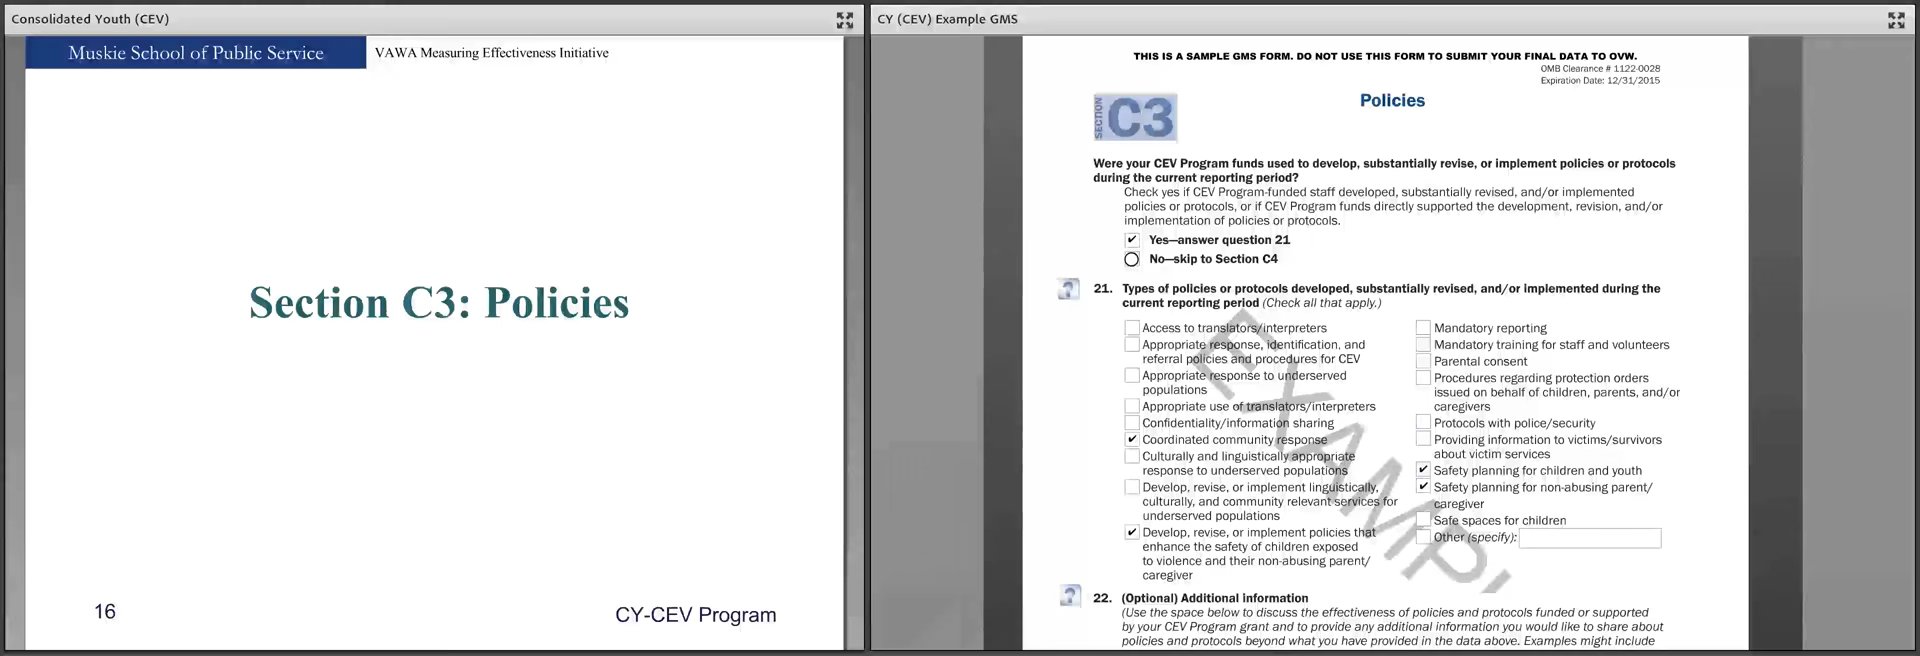 Consolidated Youth (CEV)
Muskie School of Public Service
VAWA Measuring Effectiveness Initiative
Section C3: Policies
16
CY-CEV Program
CY (CEV) Example GMS
THIS IS A SAMPLE GMS FORM. DO NOT USE THIS FORM TO SUBMIT YOUR FINAL DATA TO OVW.
OMB Clearance # 1122-0028
Expiration Date: 12/31/2015
SECTION C3
Policies
Were your CEV Program funds used to develop, substantially revise, or implement policies or protocols
during the current reporting period?
Check yes if CEV Program-funded staff developed, substantially revised, and/or implemented
policies or protocols, or if CEV Program funds directly supported the development, revision, and/or
implementation of policies or protocols.
Yes—answer question 21
No—skip to Section C4
21. Types of policies or protocols developed, substantially revised, and/or implemented during the
current reporting period (Check all that apply.)
Access to translators/interpreters
Appropriate response, identification, and
referral policies and procedures for CEV
Appropriate response to underserved
populations
Appropriate use of translators/interpreters
Confidentiality/information sharing
Coordinated community response
Culturally and linguistically appropriate
response to underserved populations
Develop, revise, or implement linguistically,
culturally, and community relevant services for
underserved populations
Develop, revise, or implement policies that
enhance the safety of children exposed
to violence and their non-abusing parent/
caregiver
Mandatory reporting
Mandatory training for staff and volunteers
Parental consent
Procedures regarding protection orders
issued on behalf of children, parents, and/or
caregivers
Protocols with police/security
Providing information to victims/survivors
about victim services
Safety planning for children and youth
Safety planning for non-abusing parent/
caregiver
Safe spaces for children
Other (specify):
EXAMP
22. (Optional) Additional information
(Use the space below to discuss the effectiveness of policies and protocols funded or supported
by your CEV Program grant and to provide any additional information you would like to share about
policies and protocols beyond what you have provided in the data above. Examples might include